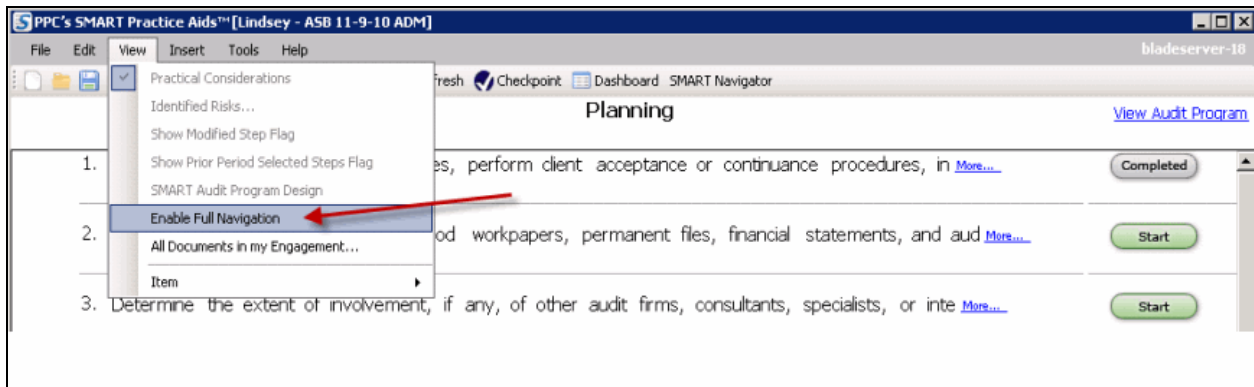 PPC's SMART Practice Aids™ [Lindsey - ASB 11-9-10 ADM]
File Edit View Insert Tools Help bladeserver-18
Practical Considerations
fresh Checkpoint Dashboard SMART Navigator
Identified Risks...
Planning
View Audit Program
Show Modified Step Flag
1. Show Prior Period Selected Steps Flag es, perform client acceptance or continuance procedures, in More... Completed
SMART Audit Program Design
Enable Full Navigation
2. od workpapers, permanent files, financial statements, and aud More... Start
All Documents in my Engagement...
Item
3. Determine the extent of involvement, if any, of other audit firms, consultants, specialists, or inte More... Start